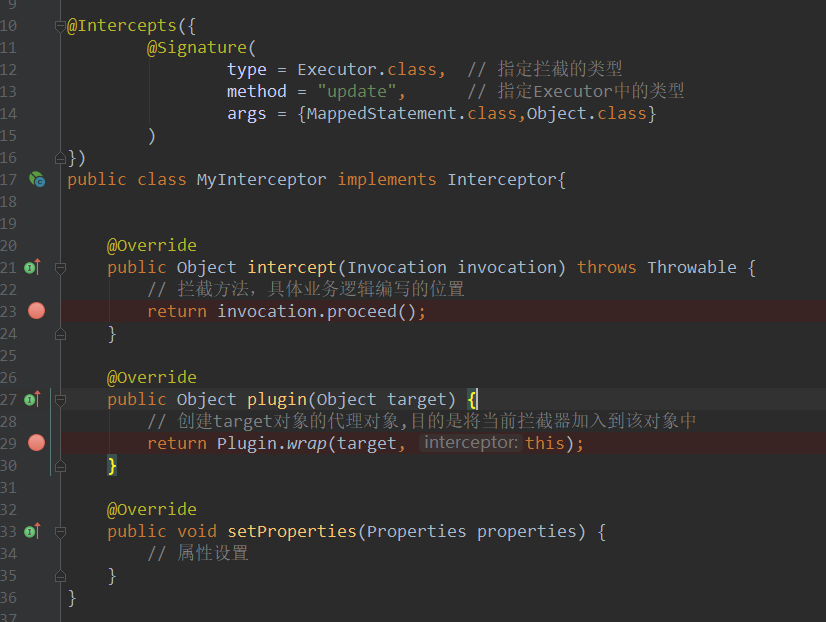 9
10 @Intercepts({
11 @Signature(
12 type = Executor.class, // 指定拦截的类型
13 method = "update", // 指定Executor中的类型
14 args = {MappedStatement.class,Object.class}
15 )
16 })
17 public class MyInterceptor implements Interceptor{
18
19
20 @Override
21 public Object intercept(Invocation invocation) throws Throwable {
22 // 拦截方法，具体业务逻辑编写的位置
23 return invocation.proceed();
24 }
25
26 @Override
27 public Object plugin(Object target) {
28 // 创建target对象的代理对象,目的是将当前拦截器加入到该对象中
29 return Plugin.wrap(target, interceptor: this);
30 }
31
32 @Override
33 public void setProperties(Properties properties) {
34 // 属性设置
35 }
36 }
37